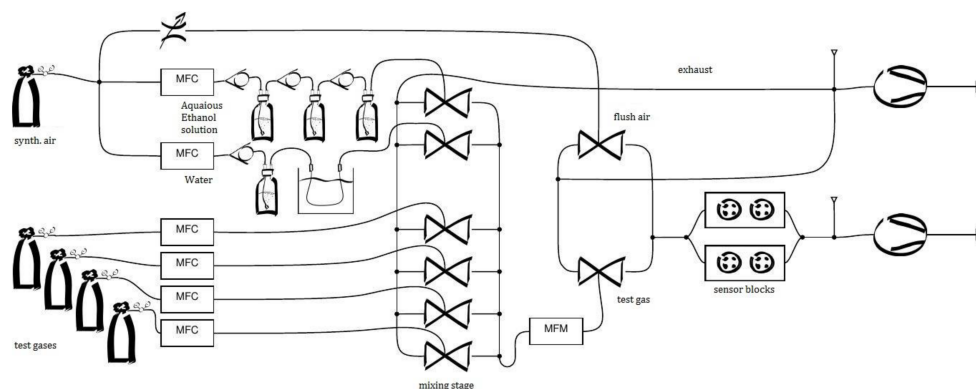 exhaust
MFC
Aquaious
Ethanol
solution
synth. air
flush air
MFC
Water
MFC
MFC
MFC
sensor blocks
test gas
MFC
MFM
test gases
mixing stage